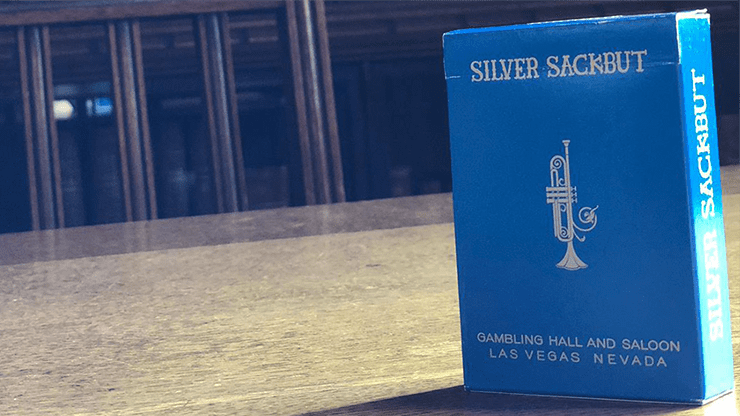 SILVER SACKBUT
GAMBLING HALL AND SALOON
LAS VEGAS NEVADA
SILVER SACKBUT